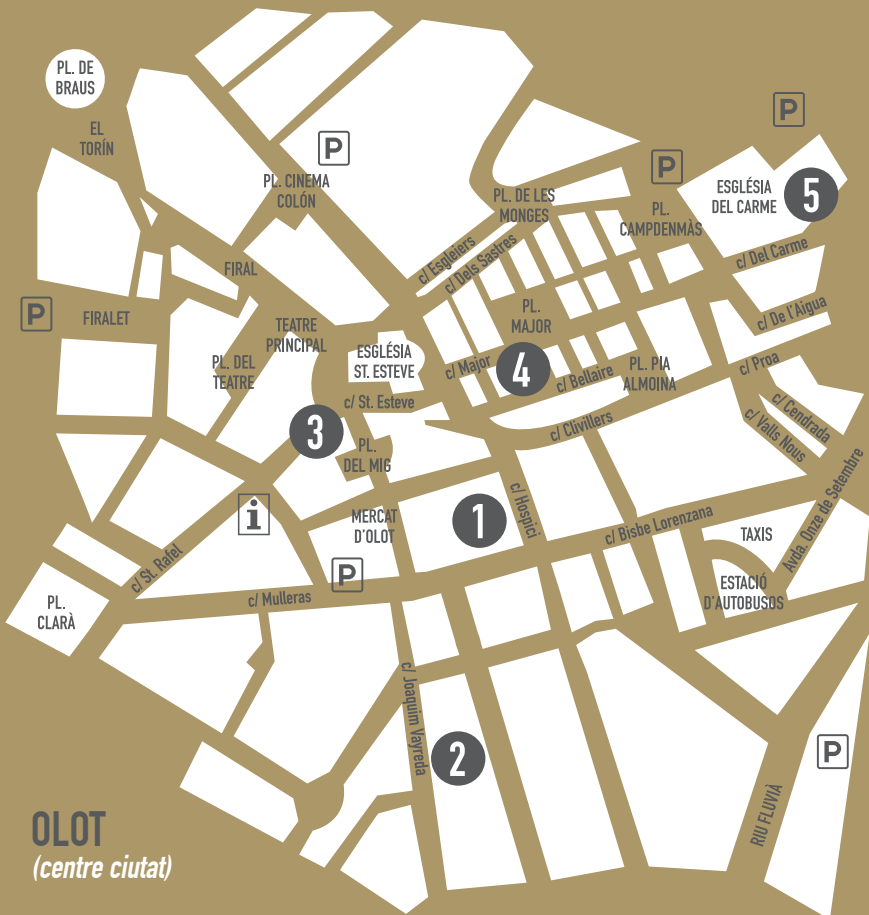 PL. DE
BRAUS
EL
TORÍN
P
P
P
PL. CINEMA
COLÓN
PL. DE LES
MONGES
ESGLÉSIA
DEL CARME
5
PL.
CAMPDENMÀS
c/ Esgleiers
c/ Dels Sastres
c/ Del Carme
FIRAL
P
FIRALET
TEATRE
PRINCIPAL
PL.
MAJOR
c/ De l'Aigua
PL. DEL
TEATRE
ESGLÉSIA
ST. ESTEVE
c/ Major
4
c/ Bellaire
PL. PIA
ALMOINA
c/ Proa
c/ St. Esteve
c/ Clivillers
c/ Cendrada
c/ Valls Nous
3
PL.
DEL MIG
Avda. Onze de Setembre
i
MERCAT
D'OLOT
1
c/ Hospici
c/ Bisbe Lorenzana
TAXIS
c/ St. Rafel
P
c/ Mulleras
ESTACIÓ
D'AUTOBUSOS
PL.
CLARÀ
c/ Joaquim Vayreda
2
P
RIU FLUVIÀ
OLOT
(centre ciutat)